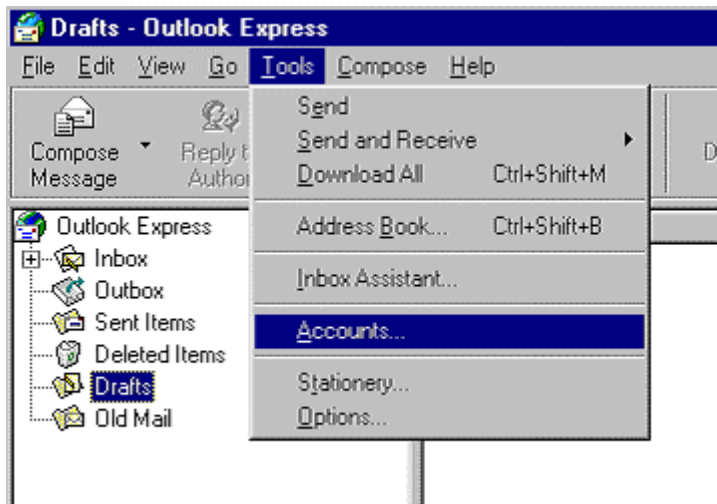 Drafts - Outlook Express
File Edit View Go Tools Compose Help
Compose Message
Reply t
Autho
D
Send
Send and Receive
Download All Ctrl+Shift+M
Address Book... Ctrl+Shift+B
Inbox Assistant...
Accounts...
Stationery...
Options...
Outlook Express
Inbox
Outbox
Sent Items
Deleted Items
Drafts
Old Mail